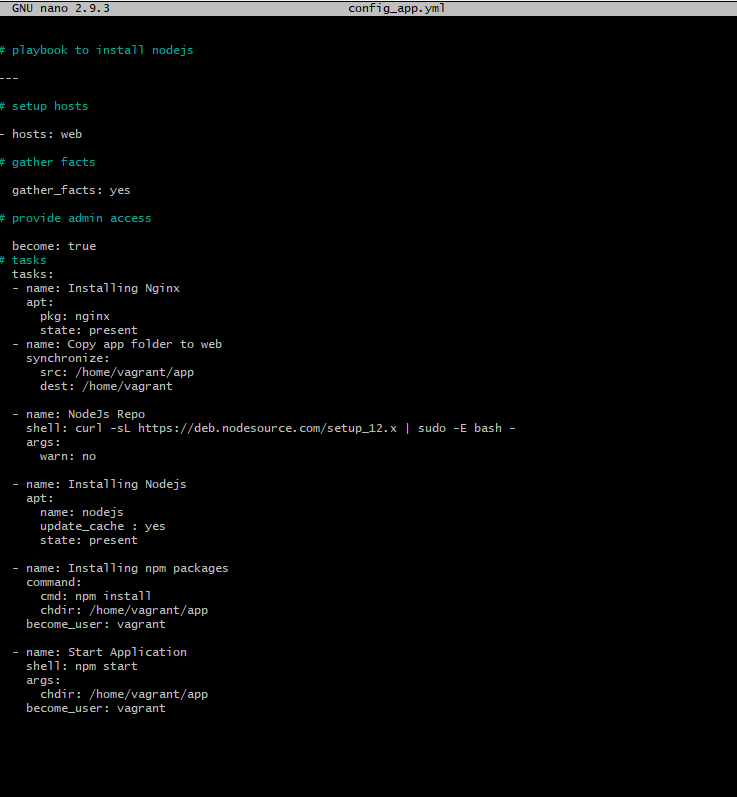 GNU nano 2.9.3 config_app.yml
# playbook to install nodejs
---
# setup hosts
- hosts: web
# gather facts
gather_facts: yes
# provide admin access
become: true
# tasks
tasks:
- name: Installing Nginx
apt:
pkg: nginx
state: present
- name: Copy app folder to web
synchronize:
src: /home/vagrant/app
dest: /home/vagrant
- name: NodeJs Repo
shell: curl -sL https://deb.nodesource.com/setup_12.x | sudo -E bash -
args:
warn: no
- name: Installing Nodejs
apt:
name: nodejs
update_cache : yes
state: present
- name: Installing npm packages
command:
cmd: npm install
chdir: /home/vagrant/app
become_user: vagrant
- name: Start Application
shell: npm start
args:
chdir: /home/vagrant/app
become_user: vagrant